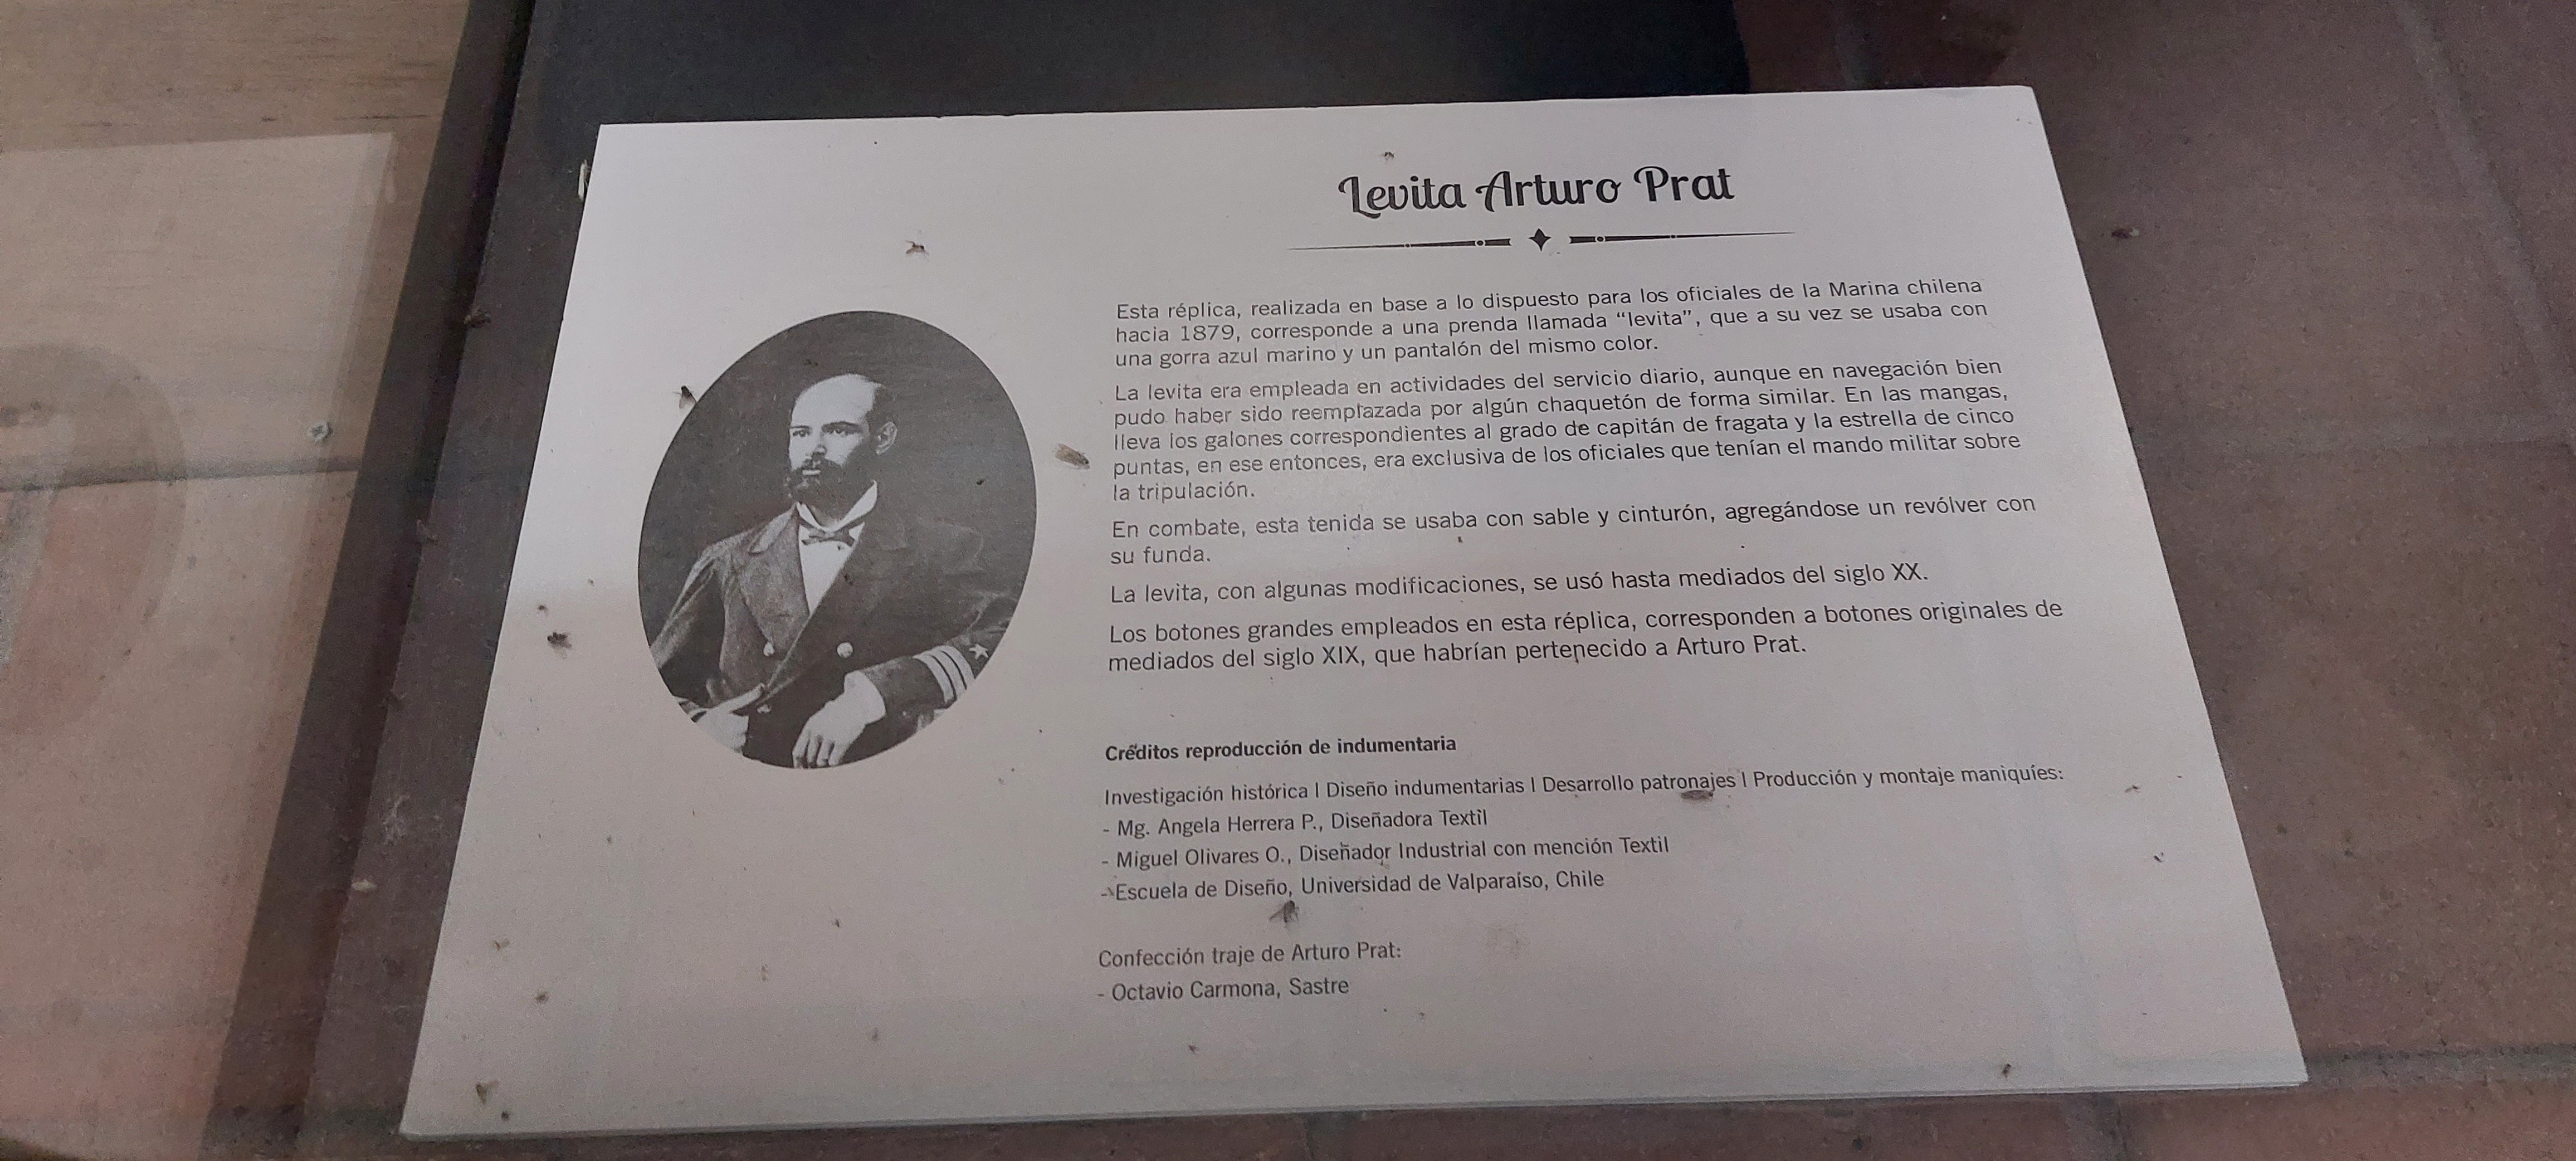 Levita Arturo Prat
Esta réplica, realizada en base a lo dispuesto para los oficiales de la Marina chilena
hacia 1879, corresponde a una prenda llamada "levita", que a su vez se usaba con
una gorra azul marino y un pantalón del mismo color.
La levita era empleada en actividades del servicio diario, aunque en navegación bien
pudo haber sido reemplazada por algún chaquetón de forma similar. En las mangas,
lleva los galones correspondientes al grado de capitán de fragata y la estrella de cinco
puntas, en ese entonces, era exclusiva de los oficiales que tenían el mando militar sobre
la tripulación.
En combate, esta tenida se usaba con sable y cinturón, agregándose un revólver con
su funda.
La levita, con algunas modificaciones, se usó hasta mediados del siglo XX.
Los botones grandes empleados en esta réplica, corresponden a botones originales de
mediados del siglo XIX, que habrían pertenecido a Arturo Prat.
Créditos reproducción de indumentaria
Investigación histórica I Diseño indumentarias I Desarrollo patronajes I Producción y montaje maniquíes:
- Mg. Angela Herrera P., Diseñadora Textil
- Miguel Olivares O., Diseñador Industrial con mención Textil
- Escuela de Diseño, Universidad de Valparaíso, Chile
Confección traje de Arturo Prat:
- Octavio Carmona, Sastre